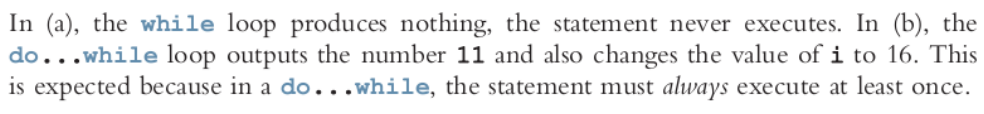 In (a), the while loop produces nothing, the statement never executes. In (b), the
do...while loop outputs the number 11 and also changes the value of i to 16. This
is expected because in a do...while, the statement must always execute at least once.